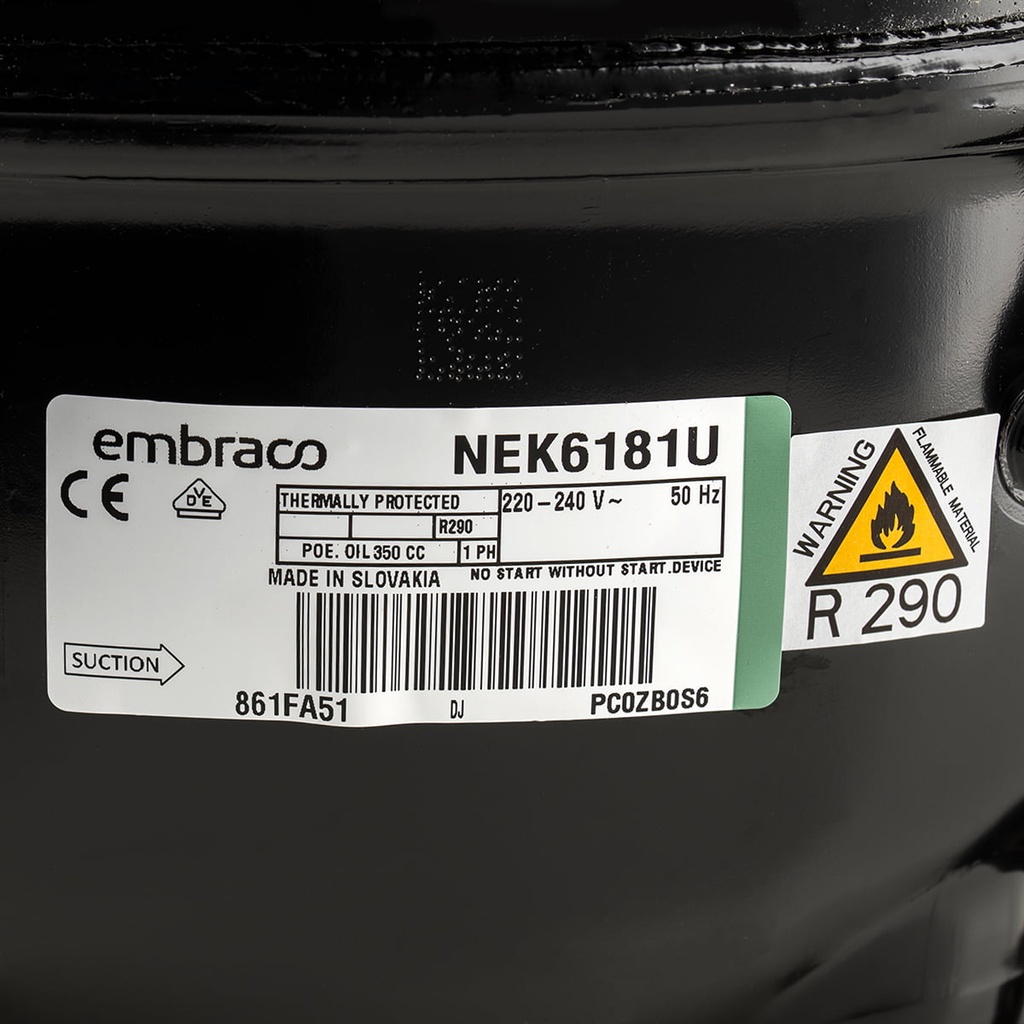 embraco
NEK6181U
CE
DVE
THERMALLY PROTECTED
220 – 240 V ~ 50 Hz
R290
POE. OIL 350 CC 1 PH
MADE IN SLOVAKIA
NO START WITHOUT START.DEVICE
SUCTION
861FA51
DJ
PC0ZB0S6
WARNING
FLAMMABLE MATERIAL
R 290